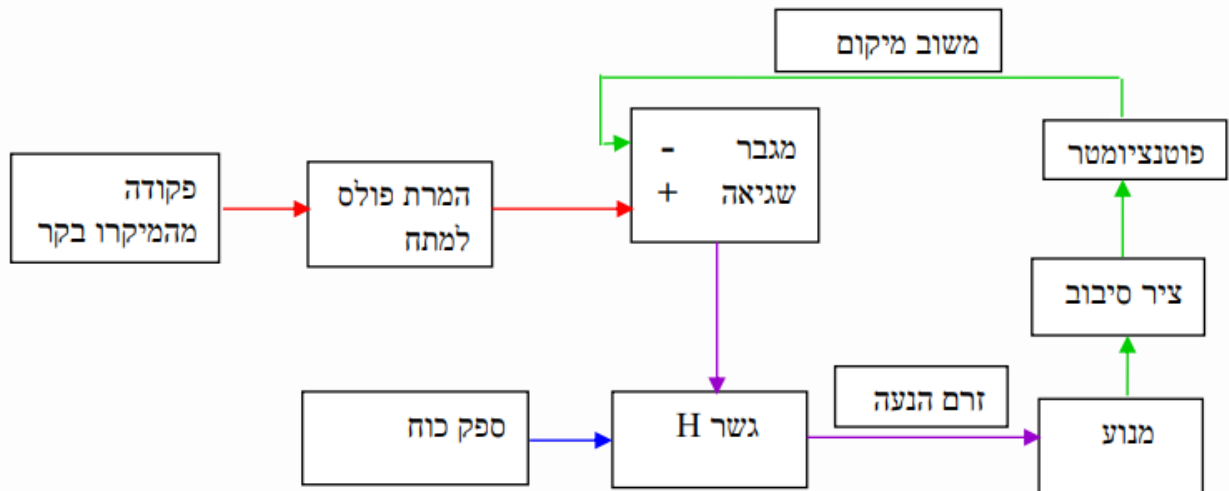 משוב מיקום
פוטנציומטר
מגבר -
שגיאה +
פקודה
מהמיקרו בקר
המרת פולס
למתח
ציר סיבוב
זרם הנעה
ספק כוח
גשר H
מנוע